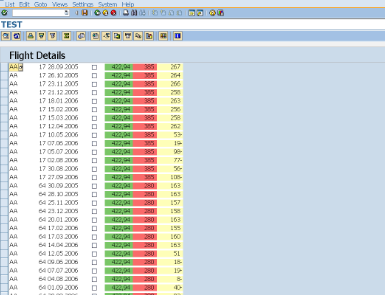 List Edit Goto Views Settings System Help
TEST
Flight Details
AA 17 28.09.2005 422,94 385 267
AA 17 26.10.2005 422,94 385 264
AA 17 23.11.2005 422,94 385 266
AA 17 21.12.2005 422,94 385 258
AA 17 18.01.2006 422,94 385 263
AA 17 15.02.2006 422,94 385 256
AA 17 15.03.2006 422,94 385 258
AA 17 12.04.2006 422,94 385 262
AA 17 10.05.2006 422,94 385 53-
AA 17 07.06.2006 422,94 385 19-
AA 17 05.07.2006 422,94 385 98-
AA 17 02.08.2006 422,94 385 77-
AA 17 30.08.2006 422,94 385 56-
AA 17 27.09.2006 422,94 385 108-
AA 64 30.09.2005 422,94 280 163
AA 64 28.10.2005 422,94 280 163
AA 64 25.11.2005 422,94 280 157
AA 64 23.12.2005 422,94 280 158
AA 64 20.01.2006 422,94 280 163
AA 64 17.02.2006 422,94 280 155
AA 64 17.03.2006 422,94 280 160
AA 64 14.04.2006 422,94 280 163
AA 64 12.05.2006 422,94 280 51
AA 64 09.06.2006 422,94 280 18-
AA 64 07.07.2006 422,94 280 19-
AA 64 04.08.2006 422,94 280 8-
AA 64 01.09.2006 422,94 280 40-